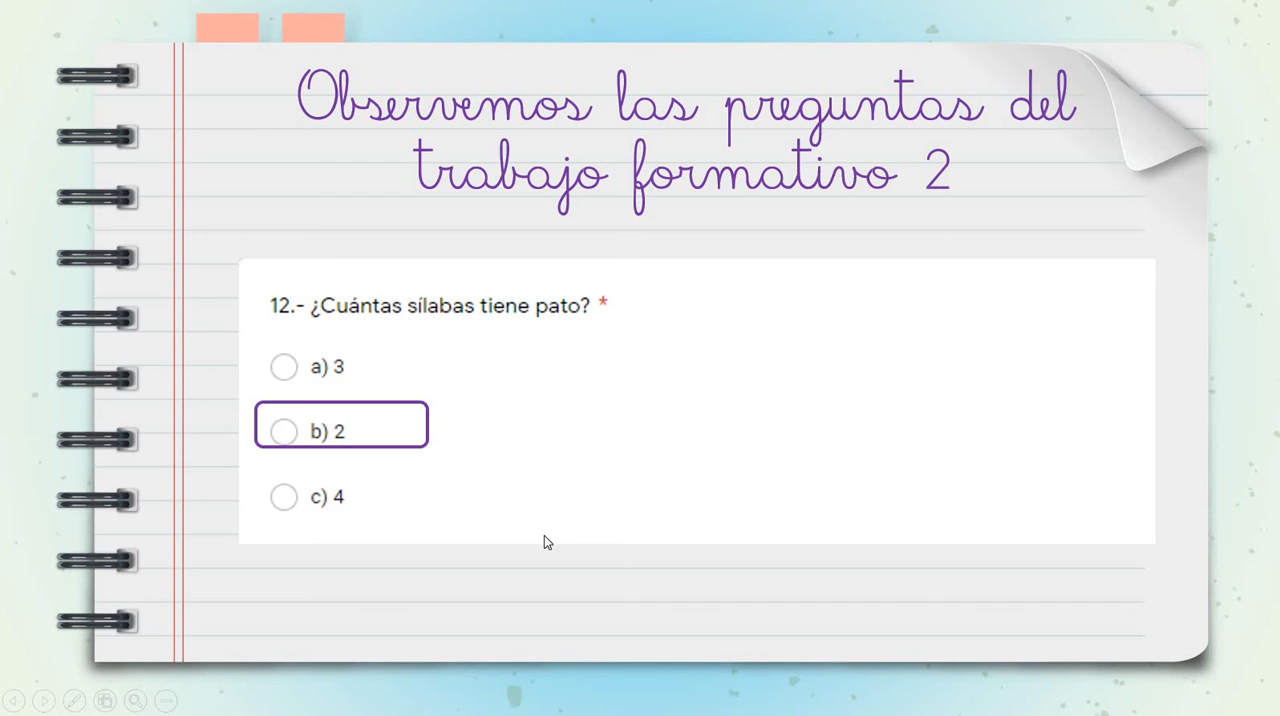 Observemos las preguntas del
trabajo formativo 2
12.- ¿Cuántas sílabas tiene pato? *
a) 3
b) 2
c) 4